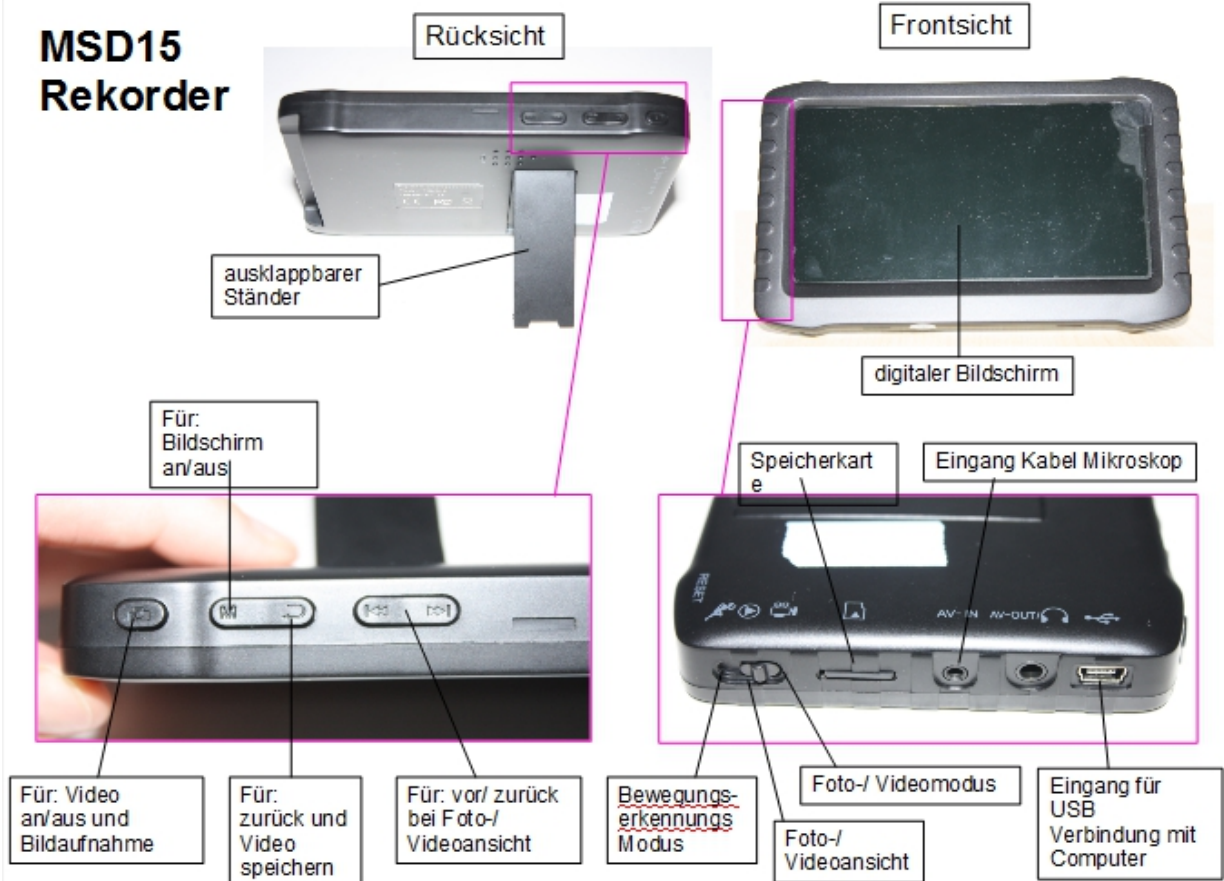 MSD15
Rekorder
Rücksicht
Frontsicht
ausklappbarer
Ständer
digitaler Bildschirm
Für:
Bildschirm
an/aus
Speicherkart
e
Eingang Kabel Mikroskop
RESET
AV-IN
AV-OUT/
Für: Video
an/aus und
Bildaufnahme
Für:
zurück und
Video
speichern
Für: vor/ zurück
bei Foto-/
Videoansicht
Bewegungs-
erkennungs
Modus
Foto-/ Videomodus
Foto-/
Videoansicht
Eingang für
USB
Verbindung mit
Computer